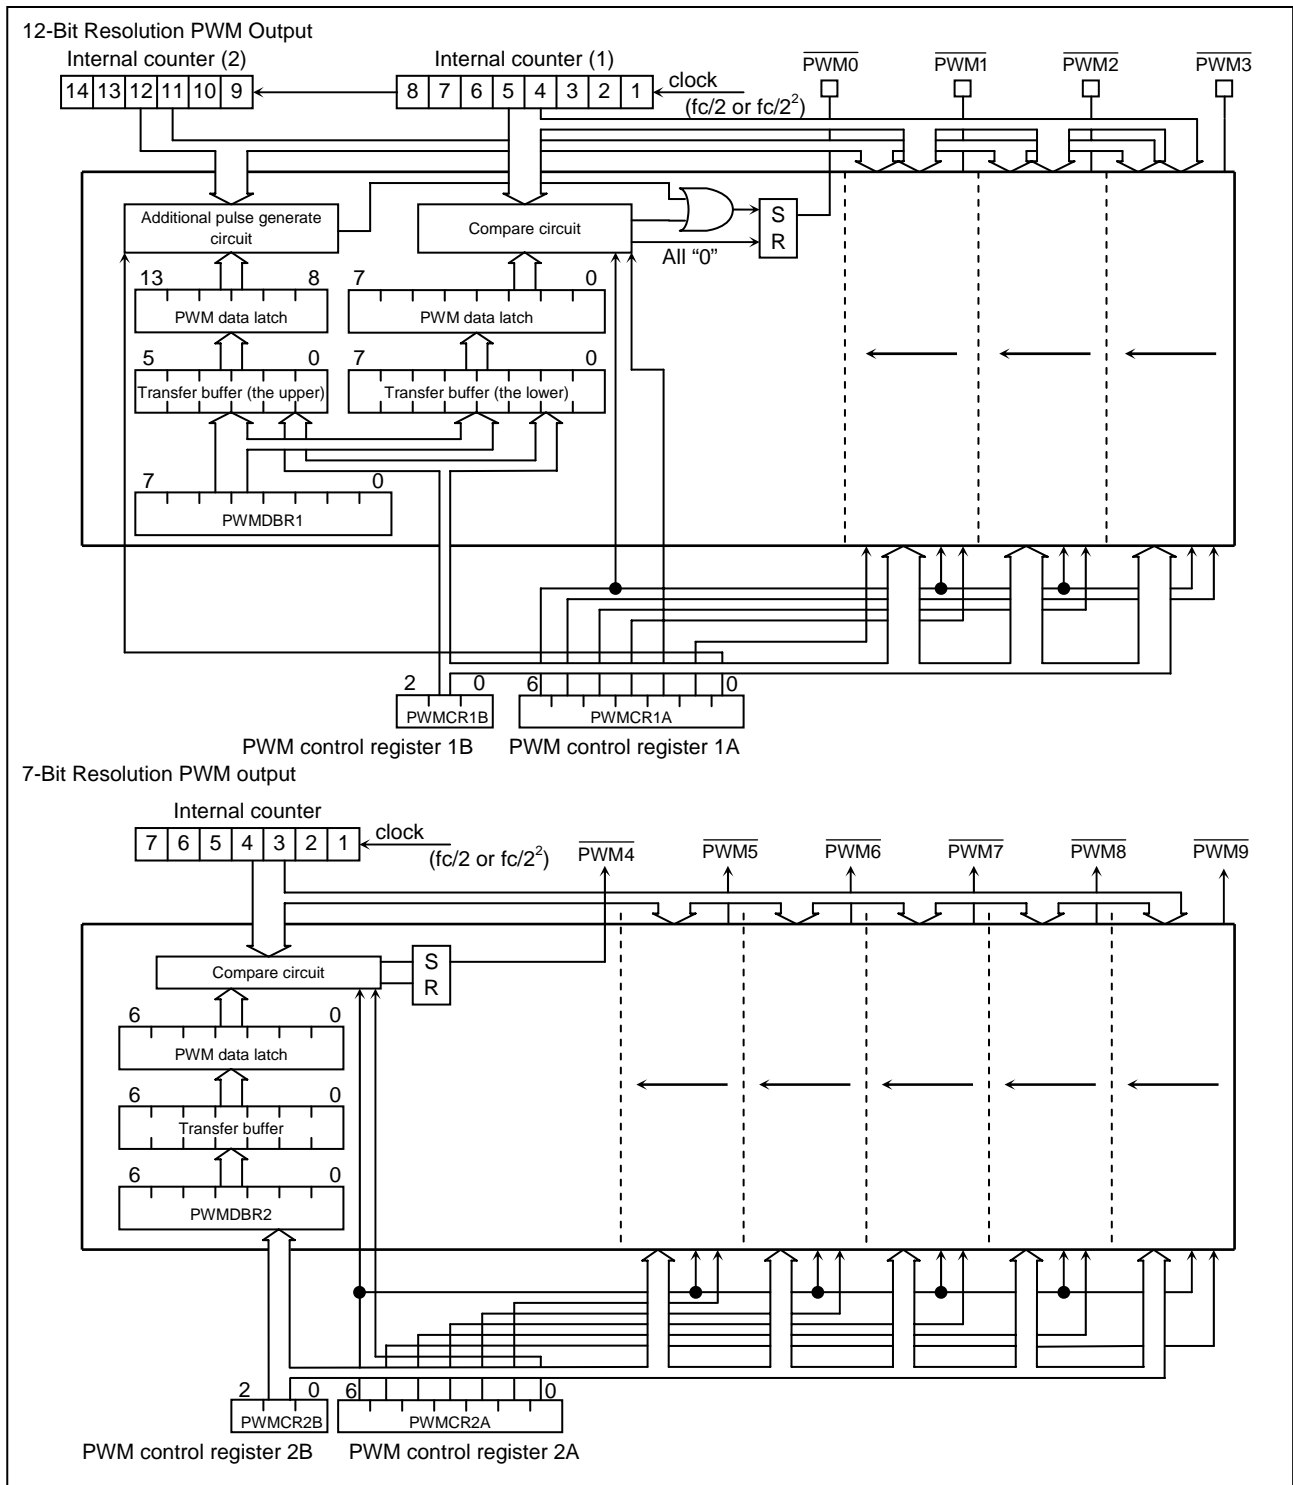 12-Bit Resolution PWM Output
Internal counter (2)
Internal counter (1)
PWM0
PWM1
PWM2
PWM3
14 13 12 11 10 9
8 7 6 5 4 3 2 1
clock
(fc/2 or fc/2²)
Additional pulse generate
circuit
Compare circuit
S
R
All “0”
13 8
PWM data latch
7 0
PWM data latch
5 0
Transfer buffer (the upper)
7 0
Transfer buffer (the lower)
7 0
PWMDBR1
2 0
PWMCR1B
6 0
PWMCR1A
PWM control register 1B
PWM control register 1A
7-Bit Resolution PWM output
Internal counter
7 6 5 4 3 2 1
clock
(fc/2 or fc/2²)
PWM4
PWM5
PWM6
PWM7
PWM8
PWM9
Compare circuit
S
R
6 0
PWM data latch
6 0
Transfer buffer
6 0
PWMDBR2
2 0
PWMCR2B
6 0
PWMCR2A
PWM control register 2B
PWM control register 2A